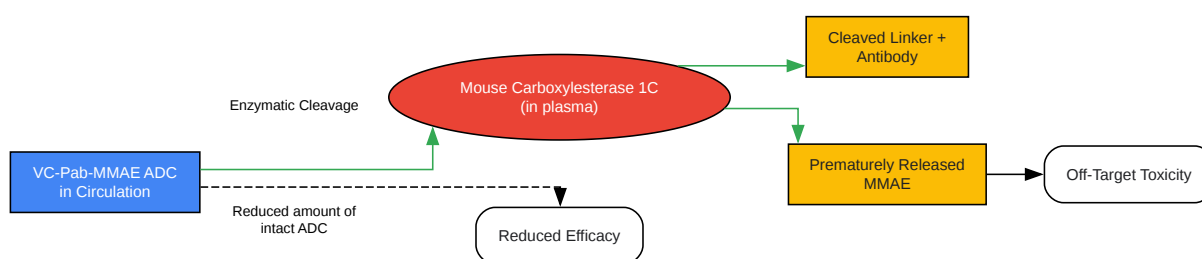 Cleaved Linker +
Antibody
Mouse Carboxylesterase 1C
(in plasma)
Enzymatic Cleavage
VC-Pab-MMAE ADC
in Circulation
Prematurely Released
MMAE
Off-Target Toxicity
Reduced amount of
intact ADC
Reduced Efficacy